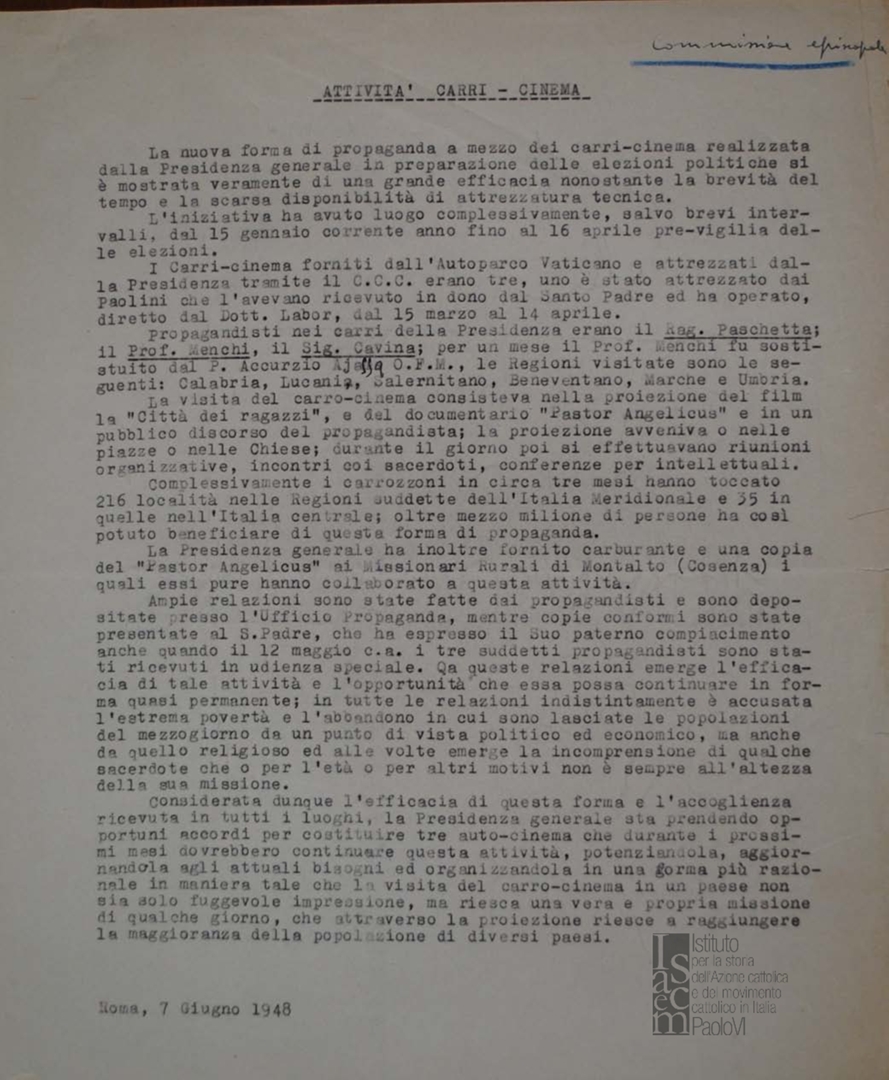 Commissione episcopale
ATTIVITA' CARRI - CINEMA
La nuova forma di propaganda a mezzo dei carri-cinema realizzata
dalla Presidenza generale in preparazione delle elezioni politiche si
è mostrata veramente di una grande efficacia nonostante la brevità del
tempo e la scarsa disponibilità di attrezzatura tecnica.
L'iniziativa ha avuto luogo complessivamente, salvo brevi inter-
valli, dal 15 gennaio corrente anno fino al 16 aprile pre-vigilia del-
le elezioni.
I Carri-cinema forniti dall'Autoparco Vaticano e attrezzati dal-
la Presidenza tramite il C.C.C. erano tre, uno è stato attrezzato dai
Paolini che l'avevano ricevuto in dono dal Santo Padre ed ha operato,
diretto dal Dott. Labor, dal 15 marzo al 14 aprile.
Propagandisti nei carri della Presidenza erano il Rag. Paschetta;
il Prof. Menchi, il Sig. Cavina; per un mese il Prof. Menchi fu sosti-
stuito dal P. Accurzio O.F.M., le Regioni visitate sono le se-
guenti: Calabria, Lucania, Salernitano, Beneventano, Marche e Umbria.
La visita del carro-cinema consisteva nella proiezione del film
la "Città dei ragazzi", e del documentario "Pastor Angelicus" e in un
pubblico discorso del propagandista; la proiezione avveniva o nelle
piazze o nelle Chiese; durante il giorno poi si effettuavano riunioni
organizzative, incontri coi sacerdoti, conferenze per intellettuali.
Complessivamente i carrozzoni in circa tre mesi hanno toccato
216 località nelle Regioni suddette dell'Italia Meridionale e 35 in
quelle nell'Italia centrale; oltre mezzo milione di persone ha così
potuto beneficiare di questa forma di propaganda.
La Presidenza generale ha inoltre fornito carburante e una copia
del "Pastor Angelicus" ai Missionari Rurali di Montalto (Cosenza) i
quali essi pure hanno collaborato a questa attività.
Ampie relazioni sono state fatte dai propagandisti e sono depo-
sitate presso l'Ufficio Propaganda, mentre copie conformi sono state
presentate al S.Padre, che ha espresso il Suo paterno compiacimento
anche quando il 12 maggio c.a. i tre suddetti propagandisti sono sta-
ti ricevuti in udienza speciale. Qa queste relazioni emerge l'effica-
cia di tale attività e l'opportunità che essa possa continuare in for-
ma quasi permanente; in tutte le relazioni indistintamente è accusata
l'estrema povertà e l'abbandono in cui sono lasciate le popolazioni
del mezzogiorno da un punto di vista politico ed economico, ma anche
da quello religioso ed alle volte emerge la incomprensione di qualche
sacerdote che o per l'età o per altri motivi non è sempre all'altezza
della sua missione.
Considerata dunque l'efficacia di questa forma e l'accoglienza
ricevuta in tutti i luoghi, la Presidenza generale sta prendendo op-
portuni accordi per costituire tre auto-cinema che durante i prossi-
mi mesi dovrebbero continuare questa attività, potenziandola, aggior-
nandola agli attuali bisogni ed organizzandola in una forma più razio-
nale in maniera tale che la visita del carro-cinema in un paese non
sia solo fuggevole impressione, ma riesca una vera e propria missione
di qualche giorno, che attraverso la proiezione riesce a raggiungere
la maggioranza della popolazione di diversi paesi.
Roma, 7 Giugno 1948
Isacem
Istituto
per la storia
dell'Azione cattolica
e del movimento
cattolico in Italia
PaoloVI